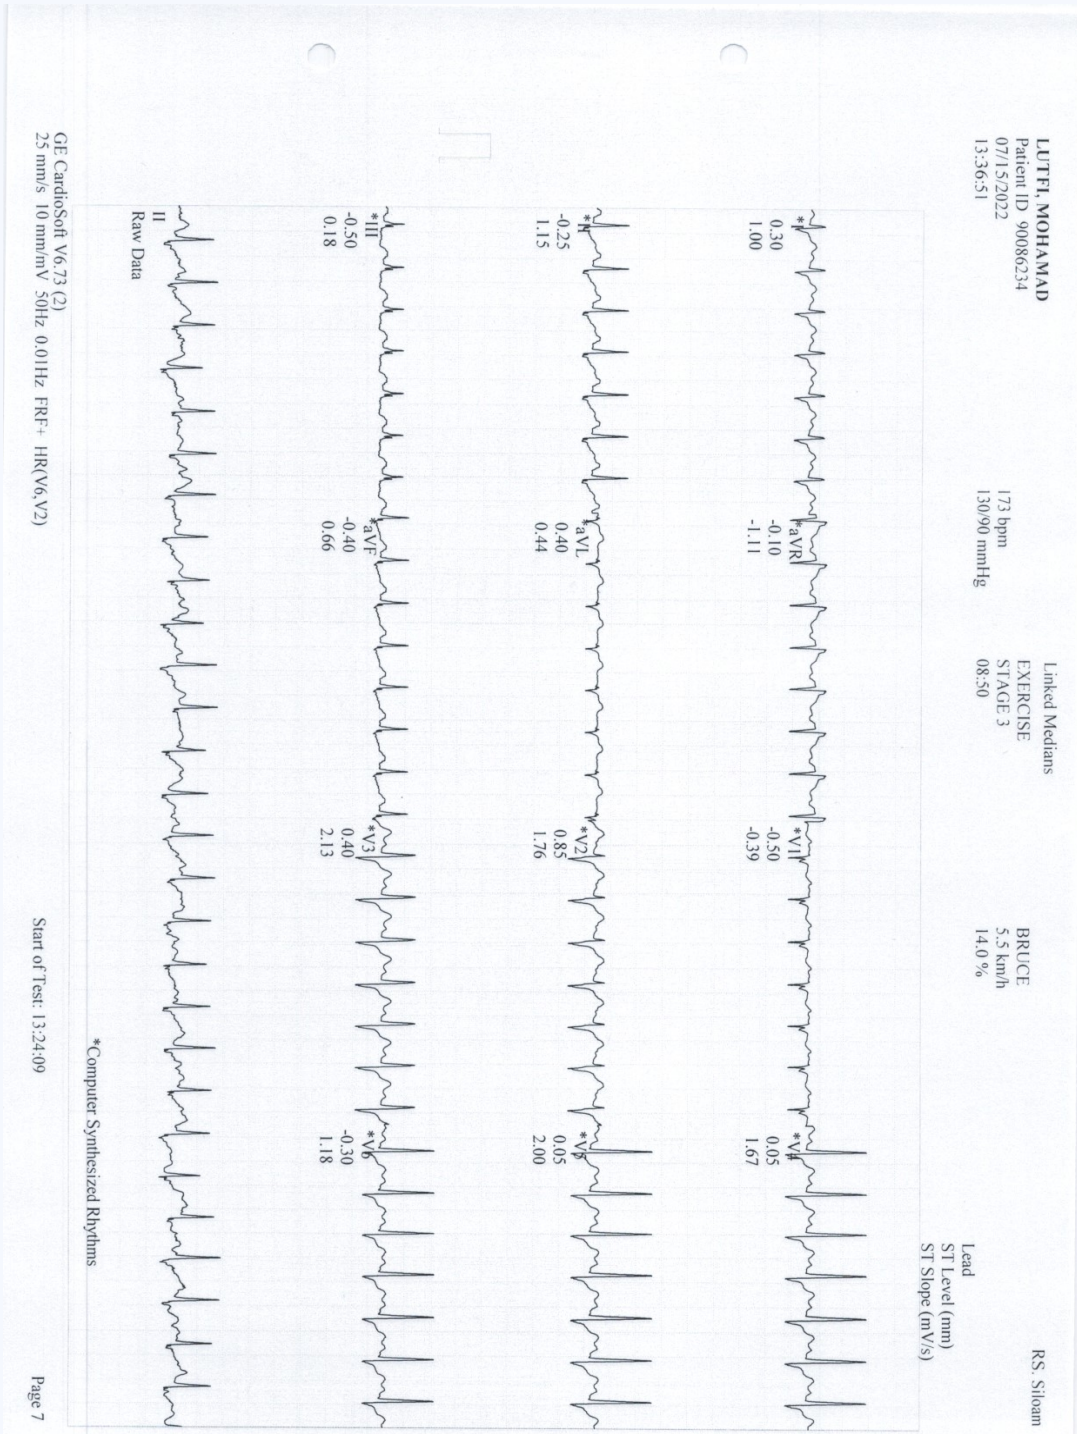 LUTFI, MOHAMAD
Patient ID 90086234
07/15/2022
13:36:51
173 bpm
130/90 mmHg
Linked Medians
EXERCISE
STAGE 3
08:50
BRUCE
5.5 km/h
14.0 %
RS. Siloam
Lead
ST Level (mm)
ST Slope (mV/s)
*I
0.30
1.00
*aVR
-0.10
-1.11
*V1
-0.50
-0.39
*V4
0.05
1.67
*II
-0.25
1.15
*aVL
0.40
0.44
*V2
0.85
1.76
*V5
0.05
2.00
*III
-0.50
0.18
*aVF
-0.40
0.66
*V3
0.40
2.13
*V6
-0.30
1.18
II
Raw Data
*Computer Synthesized Rhythms
GE CardioSoft V6.73 (2)
25 mm/s 10 mm/mV 50Hz 0.01Hz FRF+ HR(V6,V2)
Start of Test: 13:24:09
Page 7